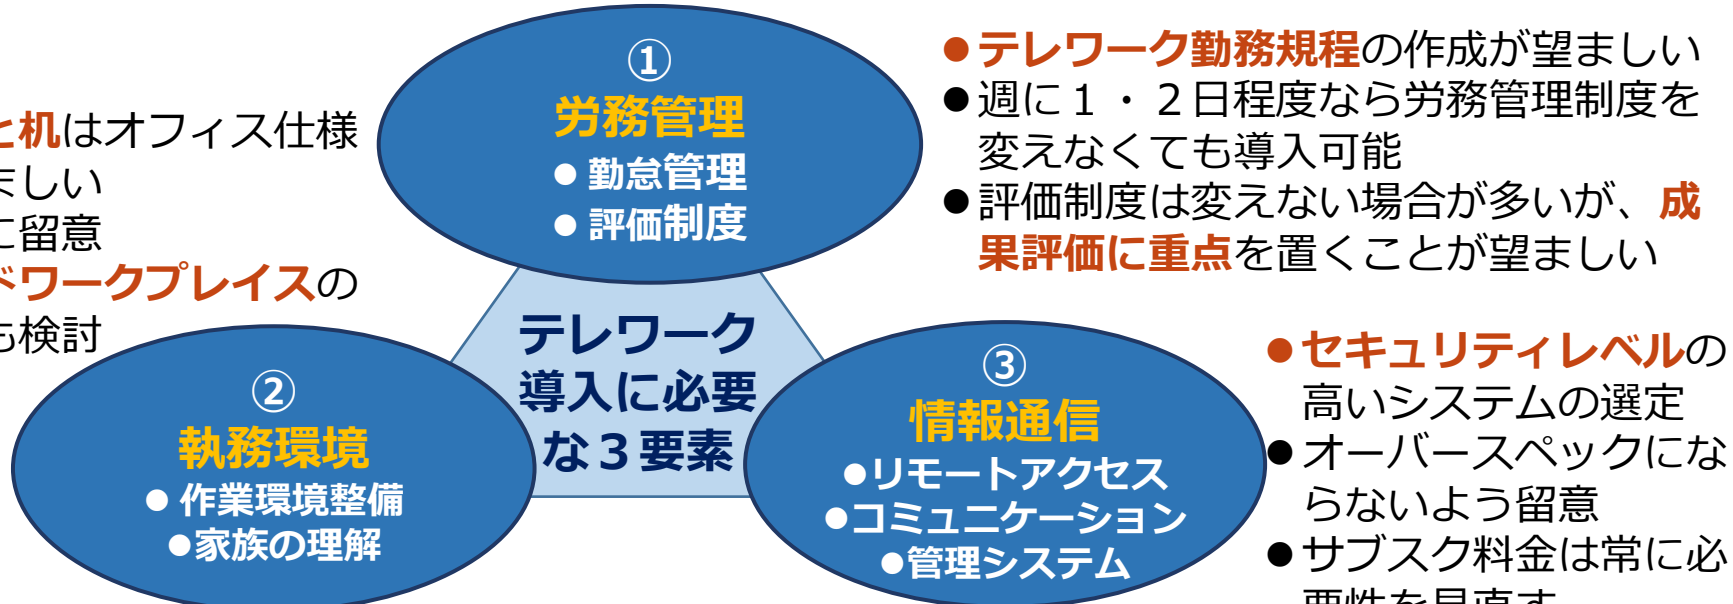 ①
労務管理
● 勤怠管理
● 評価制度
●テレワーク勤務規程の作成が望ましい
●週に１・２日程度なら労務管理制度を
変えなくても導入可能
●評価制度は変えない場合が多いが、成
果評価に重点を置くことが望ましい
と机はオフィス仕様
ましい
に留意
ドワークプレイスの
も検討
テレワーク
導入に必要
な３要素
②
執務環境
● 作業環境整備
●家族の理解
③
情報通信
●リモートアクセス
●コミュニケーション
●管理システム
●セキュリティレベルの
高いシステムの選定
●オーバースペックにな
らないよう留意
●サブスク料金は常に必
要性を見直す